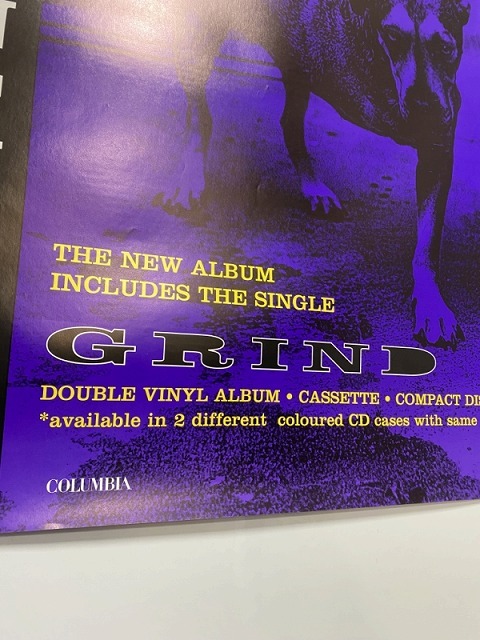 THE NEW ALBUM
INCLUDES THE SINGLE
GRIND
DOUBLE VINYL ALBUM • CASSETTE • COMPACT
*available in 2 different coloured CD cases with same
COLUMBIA